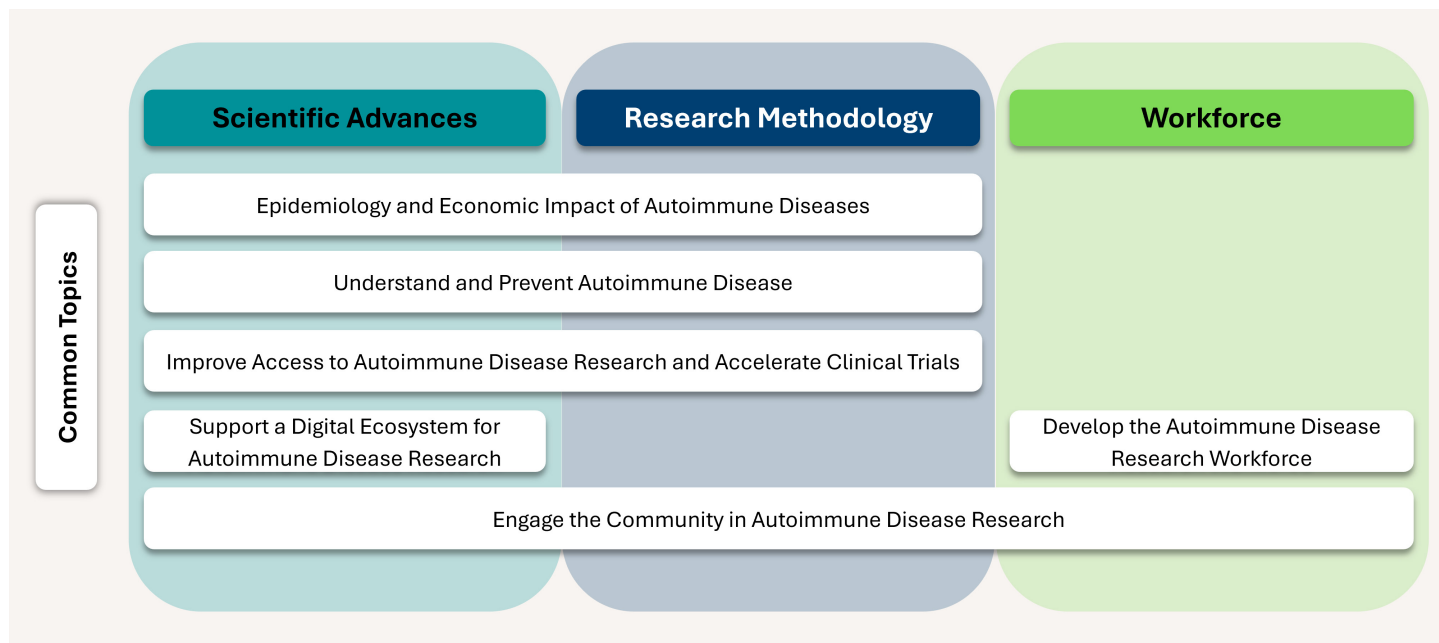 Scientific Advances
Research Methodology
Workforce
Common Topics
Epidemiology and Economic Impact of Autoimmune Diseases
Understand and Prevent Autoimmune Disease
Improve Access to Autoimmune Disease Research and Accelerate Clinical Trials
Support a Digital Ecosystem for
Autoimmune Disease Research
Develop the Autoimmune Disease
Research Workforce
Engage the Community in Autoimmune Disease Research